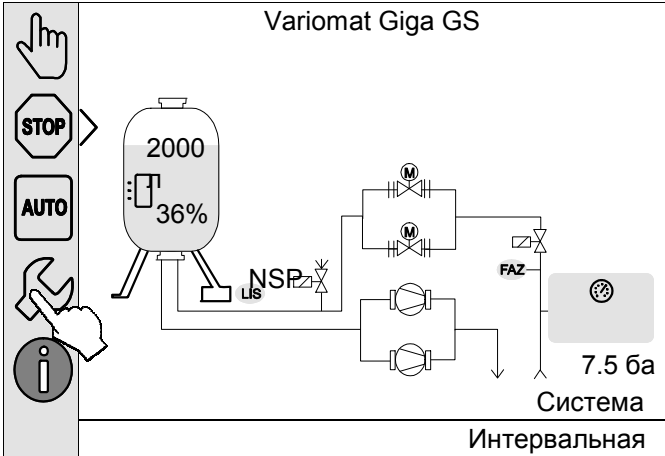 Variomat Giga GS
STOP
2000
M
AUTO
36%
M
NSP
LIS
FAZ
7.5 ба
Система
Интервальная